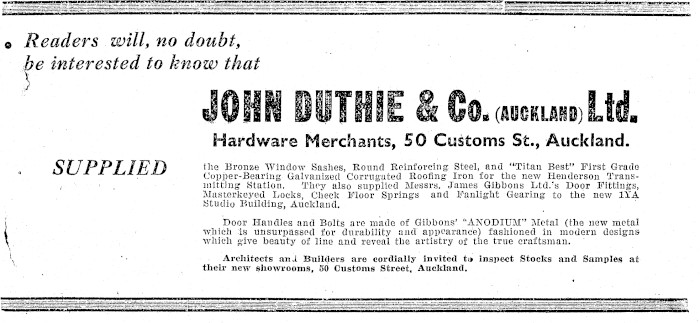 Readers will, no doubt,
be interested to know that
JOHN DUTHIE & Co. (AUCKLAND) Ltd.
Hardware Merchants, 50 Customs St., Auckland.
SUPPLIED
the Bronze Window Sashes, Round Reinforcing Steel, and "Titan Best" First Grade
Copper-Bearing Galvanized Corrugated Roofing Iron for the new Henderson Trans-
mitting Station. They also supplied Messrs. James Gibbons Ltd.'s Door Fittings,
Masterkeyed Locks, Check Floor Springs and Fanlight Gearing to the new 1YA
Studio Building, Auckland.
Door Handles and Bolts are made of Gibbons' "ANODIUM" Metal (the new metal
which is unsurpassed for durability and appearance) fashioned in modern designs
which give beauty of line and reveal the artistry of the true craftsman.
Architects and Builders are cordially invited to inspect Stocks and Samples at
their new showrooms, 50 Customs Street, Auckland.